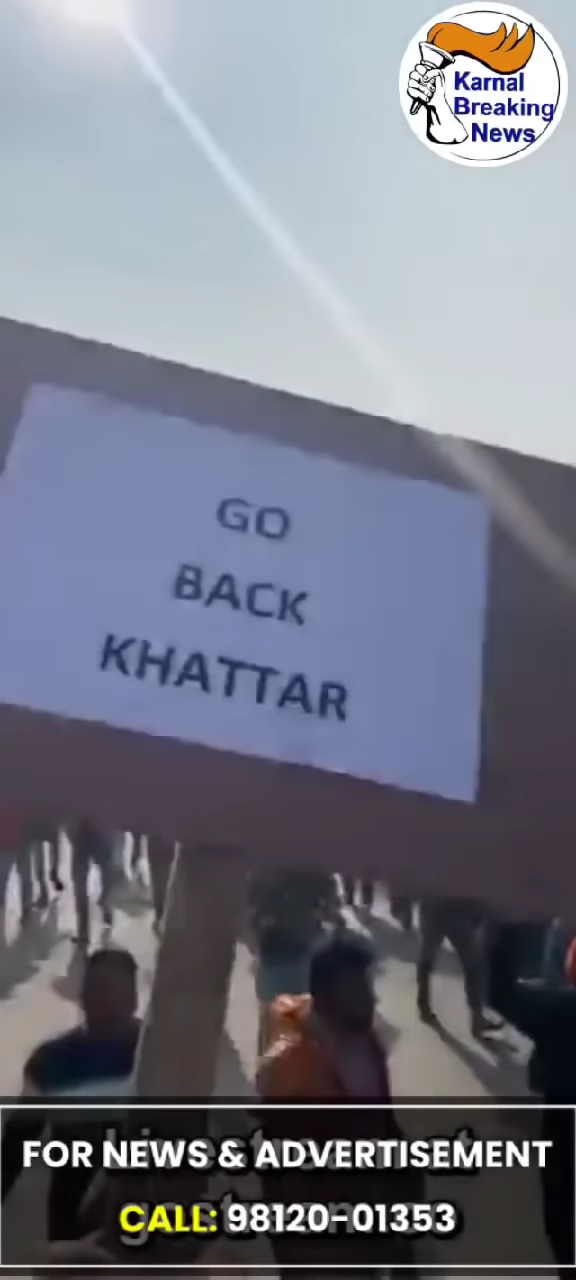 Karnal
Breaking
News
GO
BACK
KHATTAR
FOR NEWS & ADVERTISEMENT
CALL: 98120-01353